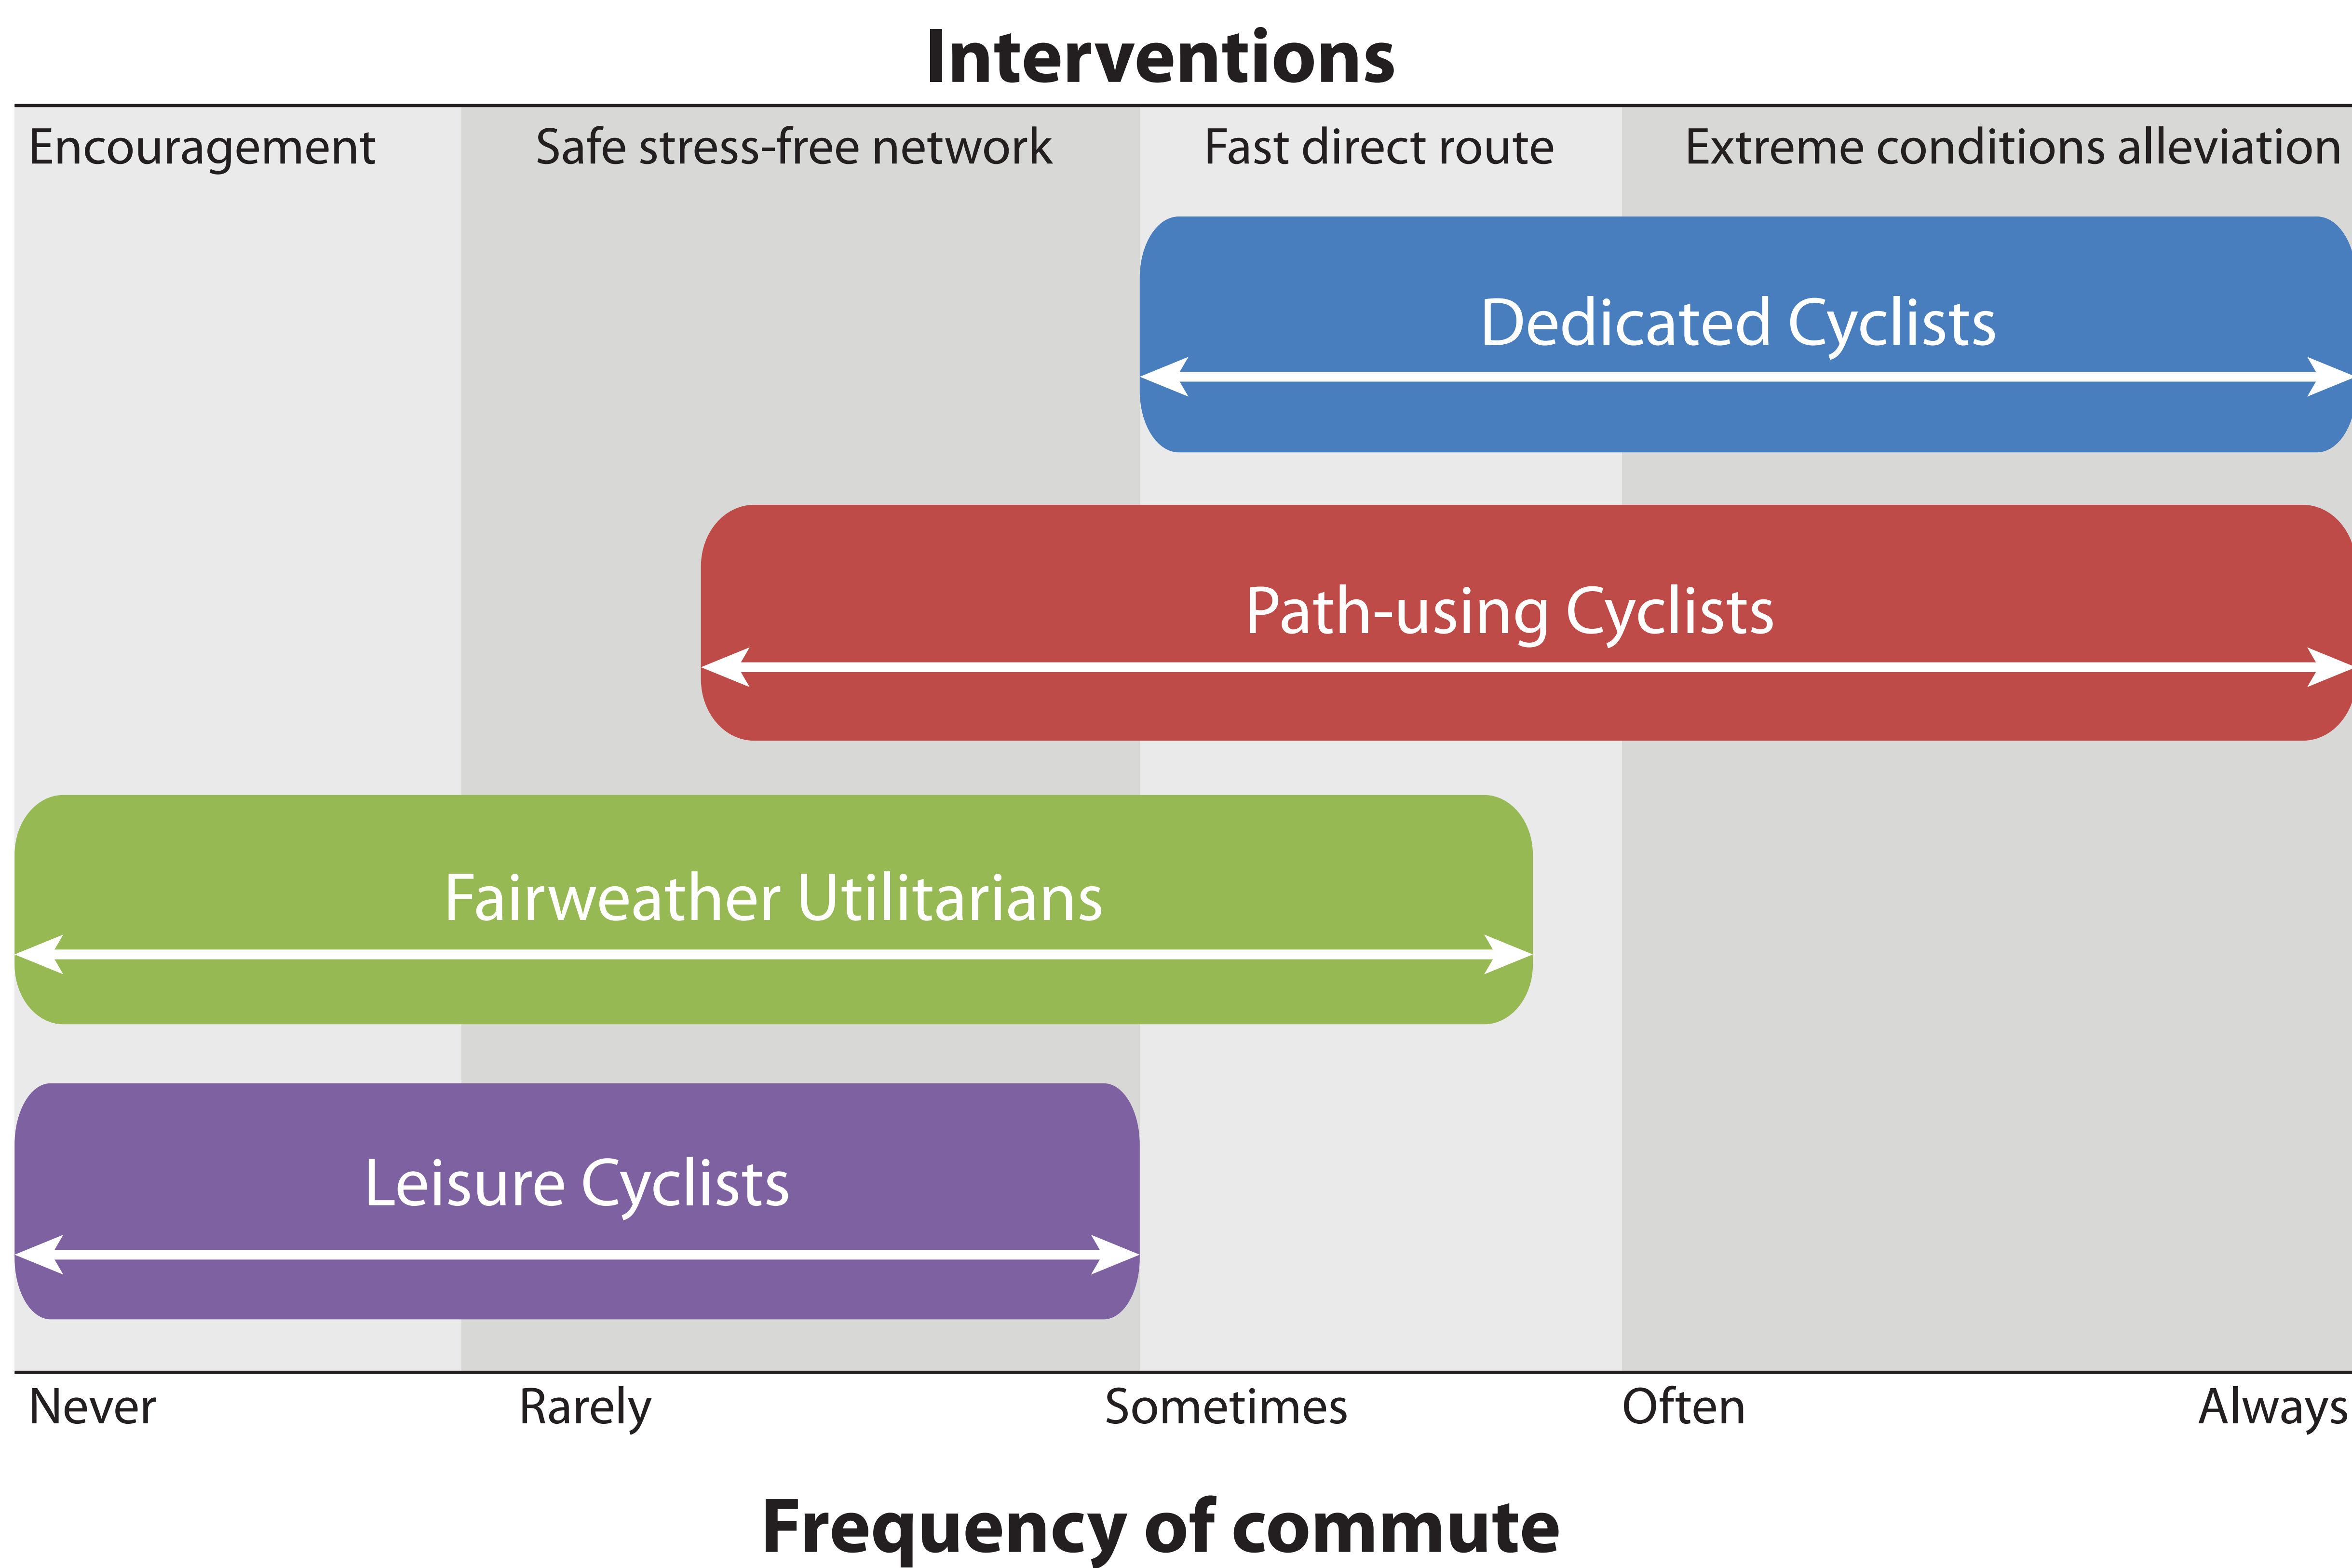 Interventions
Encouragement Safe stress-free network Fast direct route Extreme conditions alleviation
Dedicated Cyclists
Path-using Cyclists
Fairweather Utilitarians
Leisure Cyclists
Never Rarely Sometimes Often Always
Frequency of commute